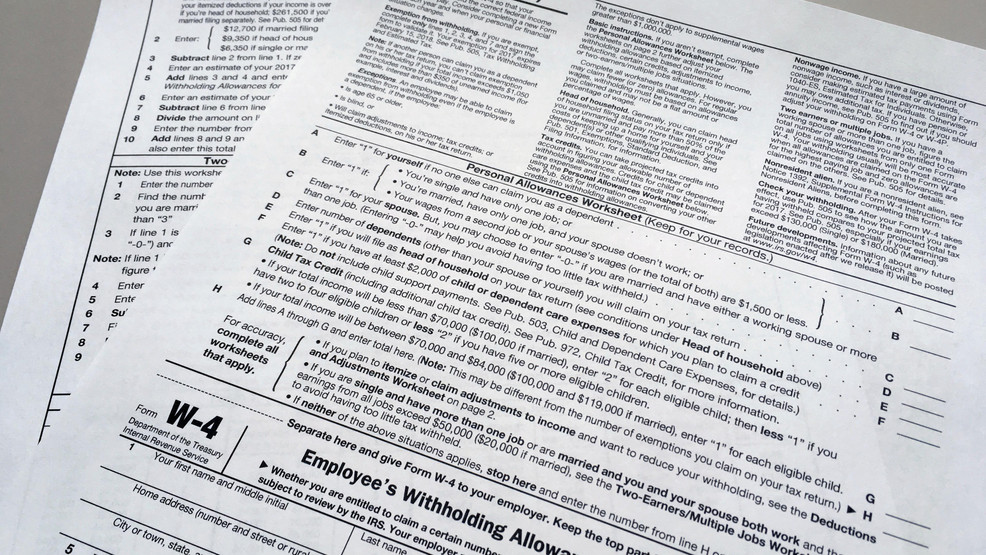 itemized deductions if your income is over
if you're head of household; $261,500 if you'
married filing separately. See Pub. 505 for det
2 Enter:
$12,700 if married filing
$9,350 if head of hous
$6,350 if single or mar
3 Subtract line 2 from line 1. If ze
4 Enter an estimate of your 2017
5 Add lines 3 and 4 and ent
Withholding Allowances for
6 Enter an estimate of your
7 Subtract line 6 from line
8 Divide the amount on l
9 Enter the number from
10 Add lines 8 and 9 an
also enter this total
Two
Note: Use this workshe
1 Enter the number
2 Find the number
you are marr
than "3"
3 If line 1 is
"-0-") and
Note: If line 1
figure
4 Enter
5 Ente
6 Su
7
8
9
Exemption from withholding. If you are exempt,
complete only lines 1, 2, 3, 4, and 7 and sign the
form to validate it. Your exemption for 2017 expires
February 15, 2018. See Pub. 505, Tax Withholding
and Estimated Tax.
Note: If another person can claim you as a dependent
on his or her tax return, you can't claim exemption
from withholding if your total income exceeds $1,050
and includes more than $350 of unearned income (for
example, interest and dividends).
Exceptions. An employee may be able to claim
exemption from withholding even if the employee is
a dependent, if the employee:
• Is age 65 or older,
• Is blind, or
• Will claim adjustments to income; tax credits; or
itemized deductions, on his or her tax return.
The exceptions don't apply to supplemental wages
greater than $1,000,000.
Basic instructions. If you aren't exempt, complete
the Personal Allowances Worksheet below. The
worksheets on page 2 further adjust your
withholding allowances based on itemized
deductions, certain credits, adjustments to income,
or two-earners/multiple jobs situations.
Complete all worksheets that apply. However, you
may claim fewer (or zero) allowances. For regular
wages, withholding must be based on allowances
you claimed and may not be a flat amount or
percentage of wages.
Head of household. Generally, you can claim head
of household filing status on your tax return only if
you are unmarried and pay more than 50% of the
costs of keeping up a home for yourself and your
dependent(s) or other qualifying individuals. See
Pub. 501, Exemptions, Standard Deduction, and
Filing Information, for information.
Tax credits. You can take projected tax credits into
account in figuring your allowable number of
withholding allowances. Credits for child or dependent
care expenses and the child tax credit may be claimed
using the Personal Allowances Worksheet below.
See Pub. 505 for information on converting your other
credits into withholding allowances.
Nonwage income. If you have a large amount of
nonwage income, such as interest or dividends,
consider making estimated tax payments using Form
1040-ES, Estimated Tax for Individuals. Otherwise,
you may owe additional tax. If you have pension or
annuity income, see Pub. 505 to find out if you should
adjust your withholding on Form W-4 or W-4P.
Two earners or multiple jobs. If you have a
working spouse or more than one job, figure the
total number of allowances you are entitled to claim
on all jobs using worksheets from only one Form
W-4. Your withholding usually will be most accurate
when all allowances are claimed on the Form W-4
for the highest paying job and zero allowances are
claimed on the others. See Pub. 505 for details.
Nonresident alien. If you are a nonresident alien, see
Notice 1392, Supplemental Form W-4 Instructions for
Nonresident Aliens, before completing this form.
Check your withholding. After your Form W-4 takes
effect, use Pub. 505 to see how the amount you are
having withheld compares to your projected total tax
for 2017. See Pub. 505, especially if your earnings
exceed $130,000 (Single) or $180,000 (Married).
Future developments. Information about any future
developments affecting Form W-4 (such as
legislation enacted after we release it) will be posted
at www.irs.gov/w4.
Personal Allowances Worksheet (Keep for your records.)
A Enter "1" for yourself if no one else can claim you as a dependent A
B Enter "1" if:
• You're single and have only one job; or
• You're married, have only one job, and your spouse doesn't work; or
• Your wages from a second job or your spouse's wages (or the total of both) are $1,500 or less.
B
C Enter "1" for your spouse. But, you may choose to enter "-0-" if you are married and have either a working spouse or more
than one job. (Entering "-0-" may help you avoid having too little tax withheld.) C
D Enter number of dependents (other than your spouse or yourself) you will claim on your tax return D
E Enter "1" if you will file as head of household on your tax return (see conditions under Head of household above) E
F Enter "1" if you have at least $2,000 of child or dependent care expenses for which you plan to claim a credit F
(Note: Do not include child support payments. See Pub. 503, Child and Dependent Care Expenses, for details.)
G Child Tax Credit (including additional child tax credit). See Pub. 972, Child Tax Credit, for more information.
• If your total income will be less than $70,000 ($100,000 if married), enter "2" for each eligible child; then less "1" if you
have two to four eligible children or less "2" if you have five or more eligible children.
• If your total income will be between $70,000 and $84,000 ($100,000 and $119,000 if married), enter "1" for each eligible child. G
H Add lines A through G and enter total here. (Note: This may be different from the number of exemptions you claim on your tax return.) ▶ H
For accuracy,
complete all
worksheets
that apply.
• If you plan to itemize or claim adjustments to income and want to reduce your withholding, see the Deductions
and Adjustments Worksheet on page 2.
• If you are single and have more than one job or are married and you and your spouse both work and the
earnings from all jobs exceed $50,000 ($20,000 if married), see the Two-Earners/Multiple Jobs Work
to avoid having too little tax withheld.
• If neither of the above situations applies, stop here and enter the number from line H o
Separate here and give Form W-4 to your employer. Keep the top par
Form W-4
Department of the Treasury
Internal Revenue Service
Employee's Withholding Allowa
▶ Whether you are entitled to claim a certain number
subject to review by the IRS. Your employer
1 Your first name and middle initial
Last name
Home address (number and street or rural
City or town, state,
5